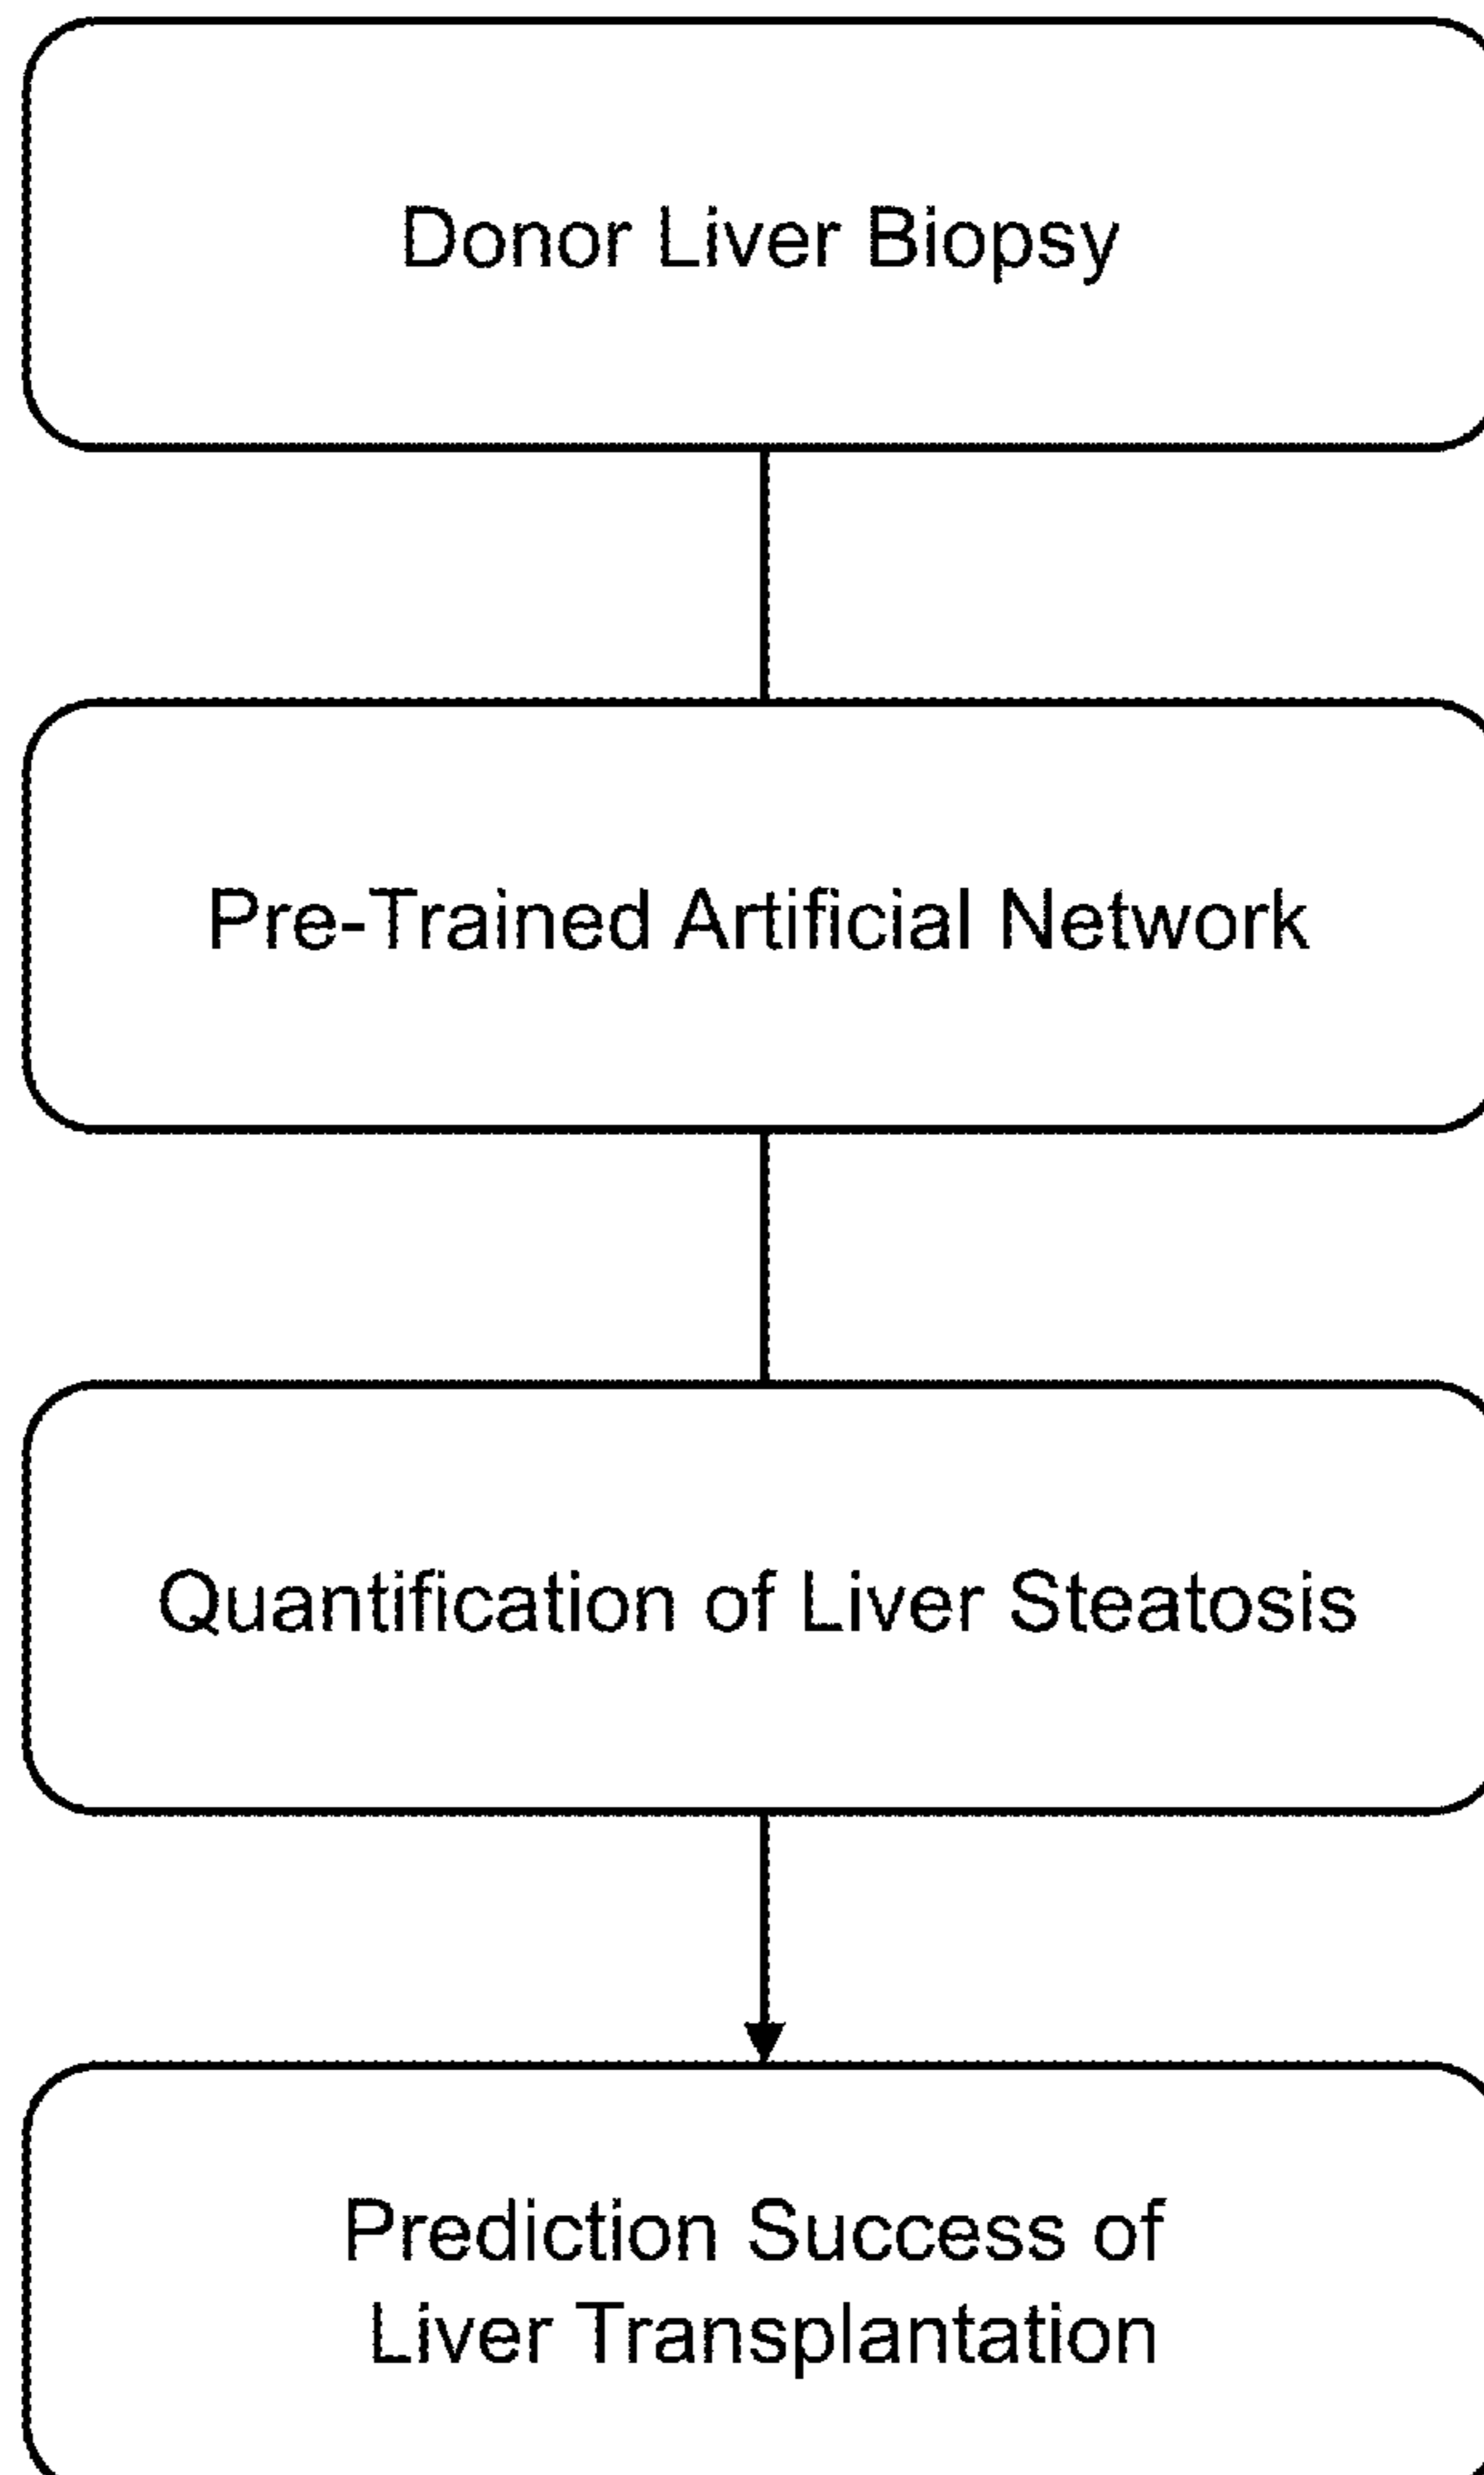 Donor Liver Biopsy
Pre-Trained Artificial Network
Quantification of Liver Steatosis
Prediction Success of
Liver Transplantation